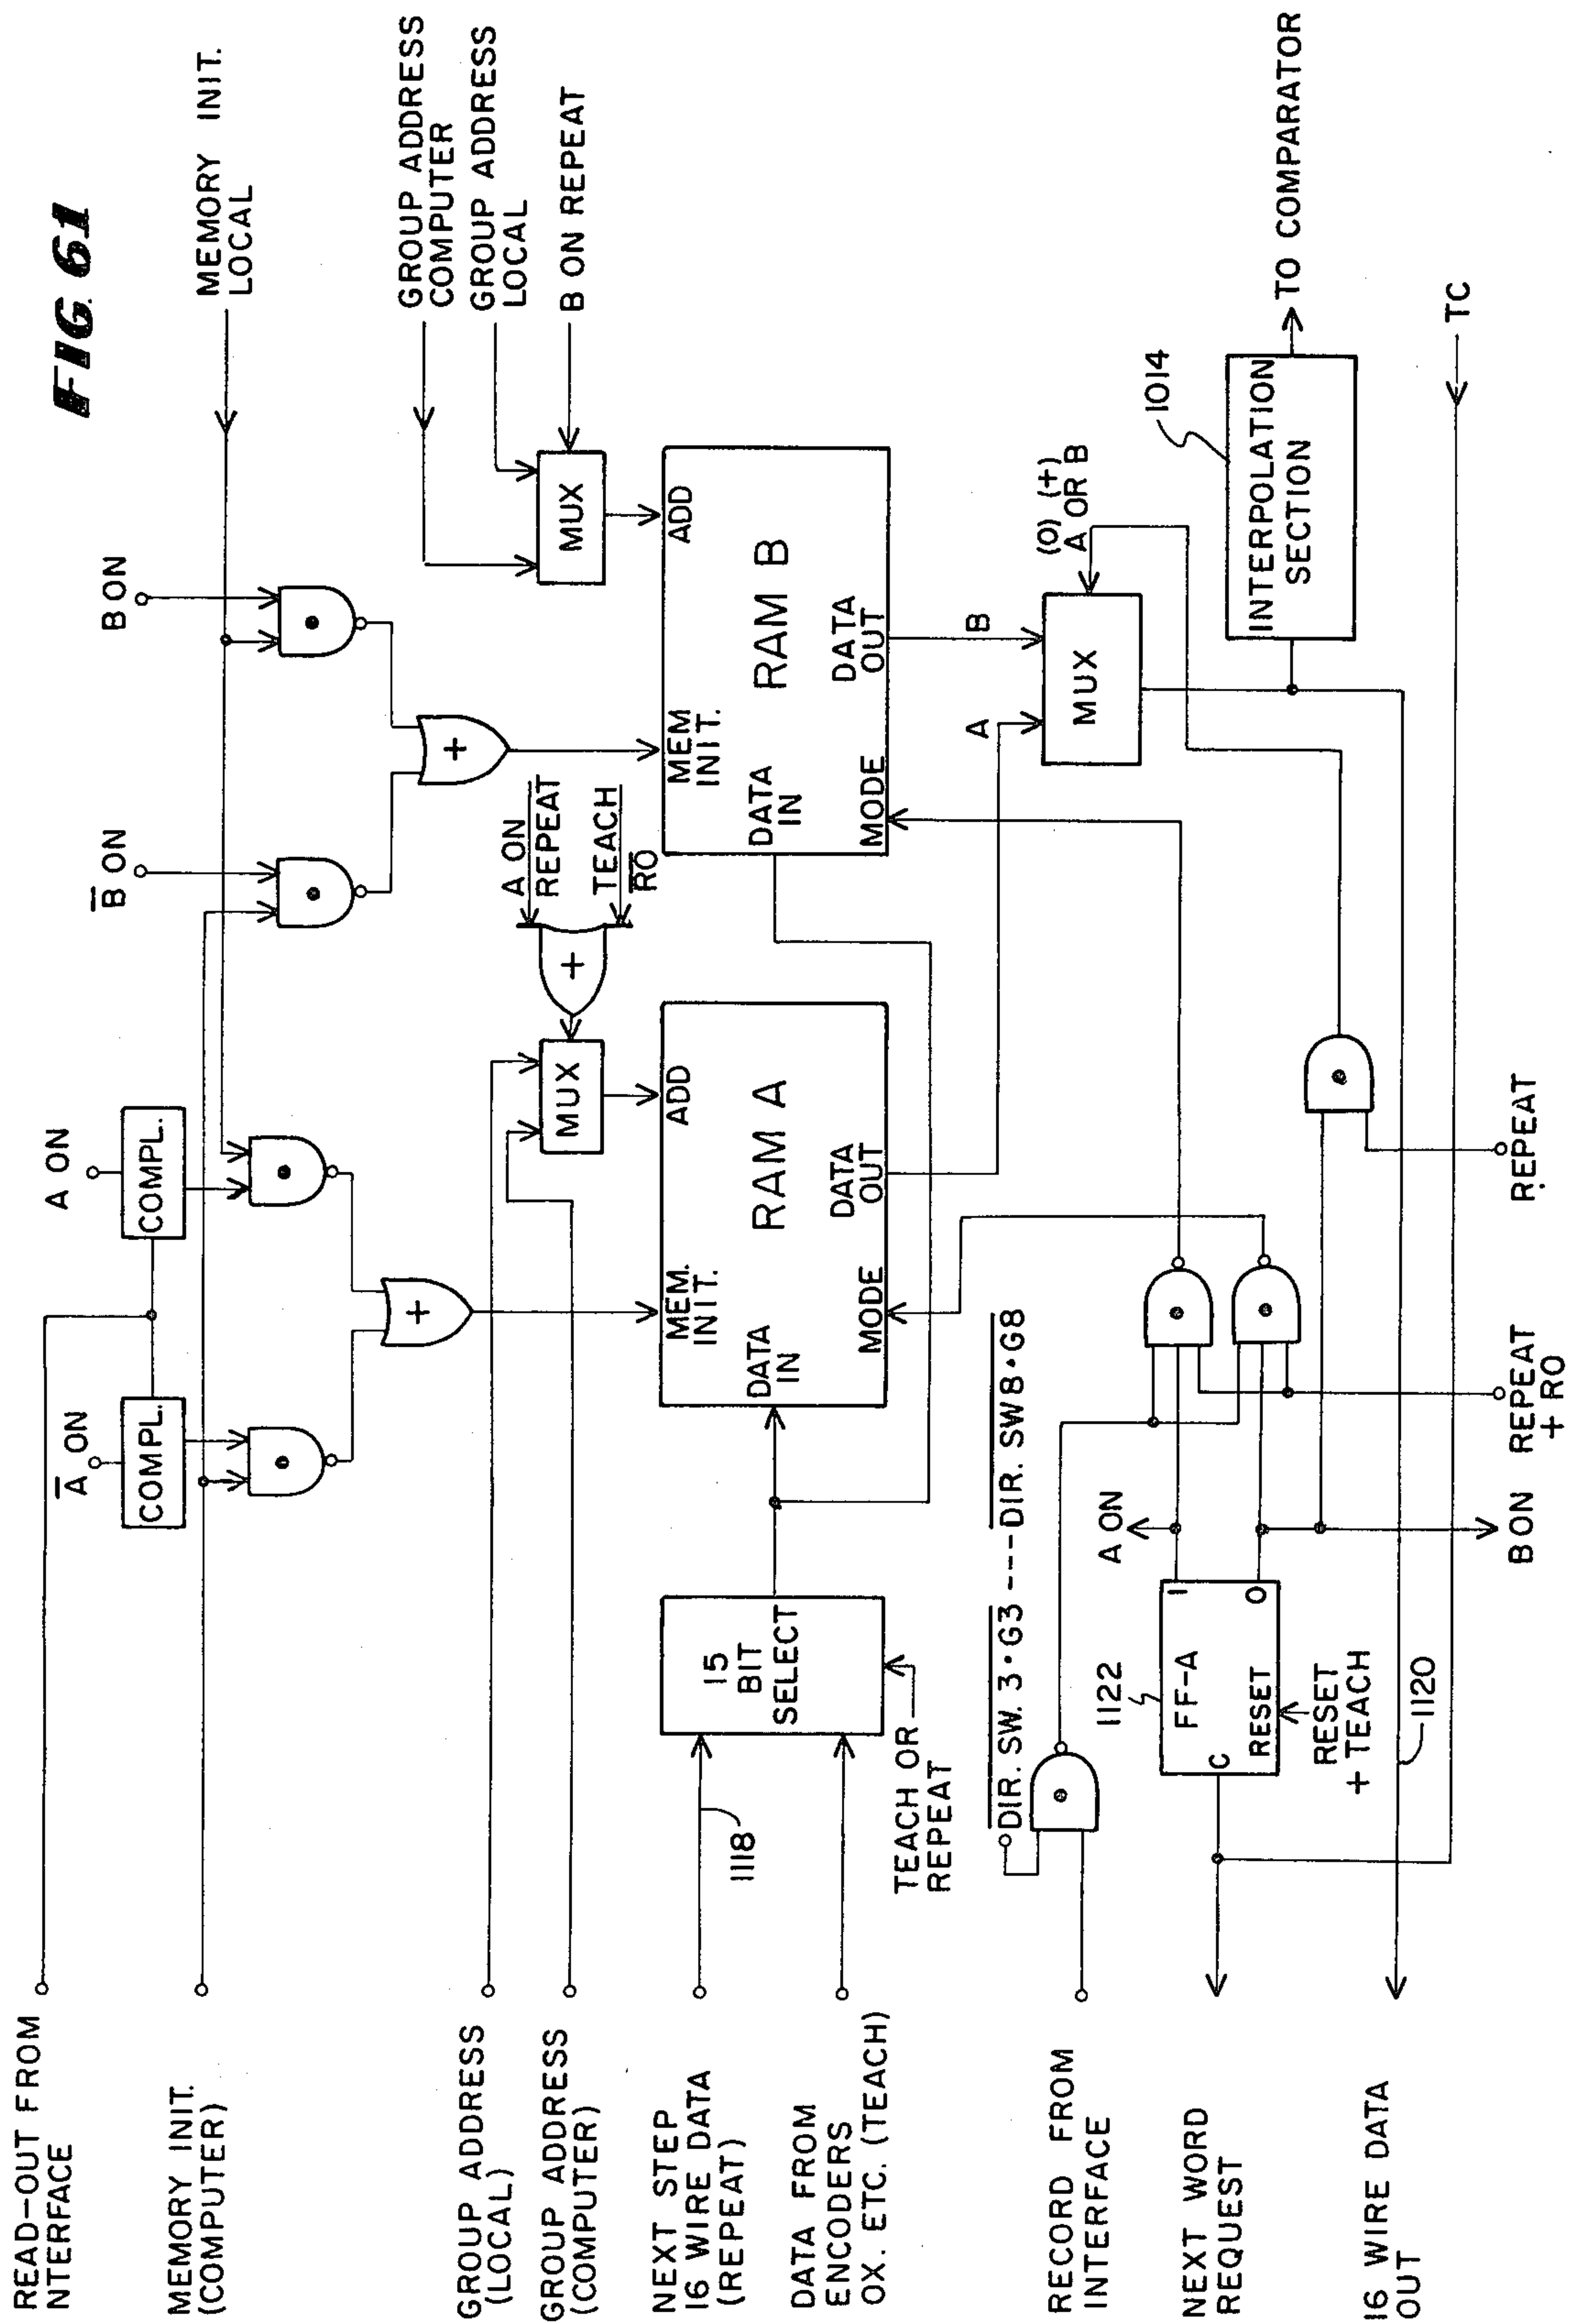 FIG. 61
READ-OUT FROM
NTERFACE
MEMORY INIT.
(COMPUTER)
GROUP ADDRESS
(LOCAL)
GROUP ADDRESS
(COMPUTER)
NEXT STEP
16 WIRE DATA
(REPEAT)
DATA FROM
ENCODERS
OX. ETC. (TEACH)
RECORD FROM
INTERFACE
NEXT WORD
REQUEST
16 WIRE DATA
OUT
A̅ ON
COMPL.
A ON
COMPL.
B̅ ON
B ON
MEMORY INIT.
LOCAL
GROUP ADDRESS
COMPUTER
GROUP ADDRESS
LOCAL
B ON REPEAT
+
+
A ON
REPEAT
TEACH
R̅O̅
+
MUX
MUX
1118
15
BIT
SELECT
TEACH OR
REPEAT
MEM.
INIT.
ADD
DATA
IN
RAM A
MODE
DATA
OUT
MEM
INIT.
ADD
DATA
IN
RAM B
MODE
DATA
OUT
A
B
MUX
(0) (+)
A OR B
DIR. SW. 3•G3 ---DIR. SW8•G8
1122
FF-A
C
1
0
RESET
RESET
+ TEACH
A ON
BON
REPEAT
+ RO
REPEAT
1120
1014
INTERPOLATION
SECTION
TO COMPARATOR
TC